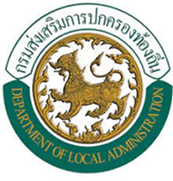 กรมส่งเสริมการปกครองท้องถิ่น
DEPARTMENT OF LOCAL ADMINISTRATION